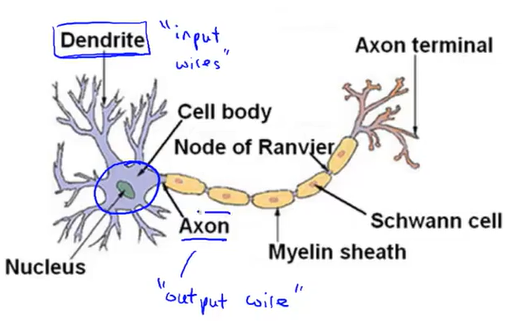 Dendrite
"input
wires"
Axon terminal
Cell body
Node of Ranvier
Axon
Schwann cell
Myelin sheath
Nucleus
"output wire"